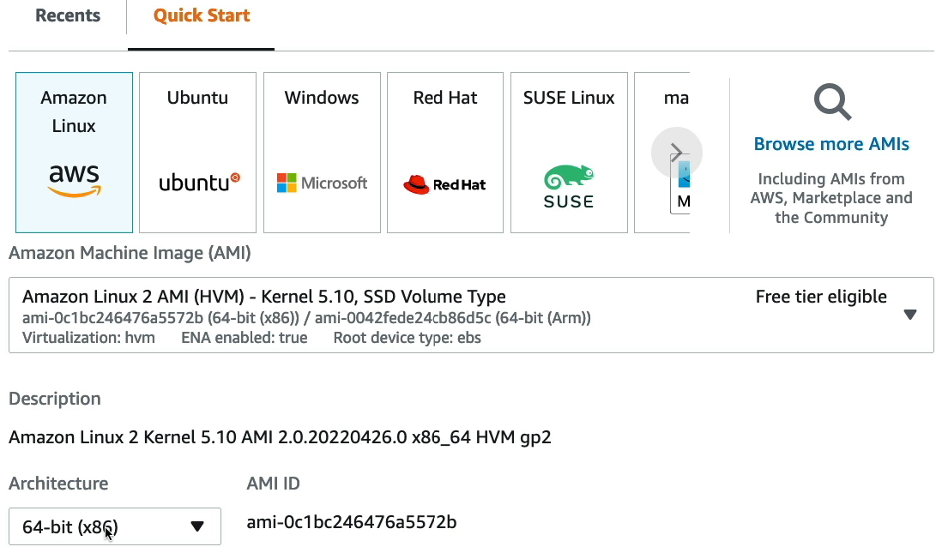 Recents
Quick Start
Amazon
Linux
aws
Ubuntu
ubuntu
Windows
Microsoft
Red Hat
Red Hat
SUSE Linux
SUSE
ma
M
Browse more AMIs
Including AMIs from
AWS, Marketplace and
the Community
Amazon Machine Image (AMI)
Amazon Linux 2 AMI (HVM) - Kernel 5.10, SSD Volume Type
Free tier eligible
ami-0c1bc246476a5572b (64-bit (x86)) / ami-0042fede24cb86d5c (64-bit (Arm))
Virtualization: hvm ENA enabled: true Root device type: ebs
Description
Amazon Linux 2 Kernel 5.10 AMI 2.0.20220426.0 x86_64 HVM gp2
Architecture
64-bit (x86)
AMI ID
ami-0c1bc246476a5572b